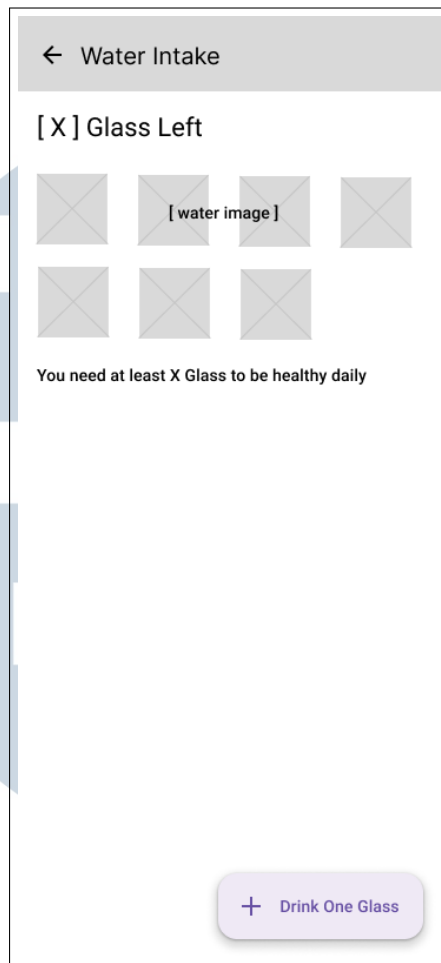 Water Intake
[ X ] Glass Left
[ water image ]
You need at least X Glass to be healthy daily
Drink One Glass